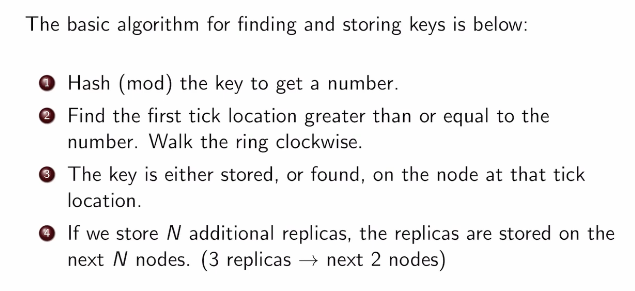 The basic algorithm for finding and storing keys is below:
1 Hash (mod) the key to get a number.
2 Find the first tick location greater than or equal to the
number. Walk the ring clockwise.
3 The key is either stored, or found, on the node at that tick
location.
4 If we store N additional replicas, the replicas are stored on the
next N nodes. (3 replicas → next 2 nodes)